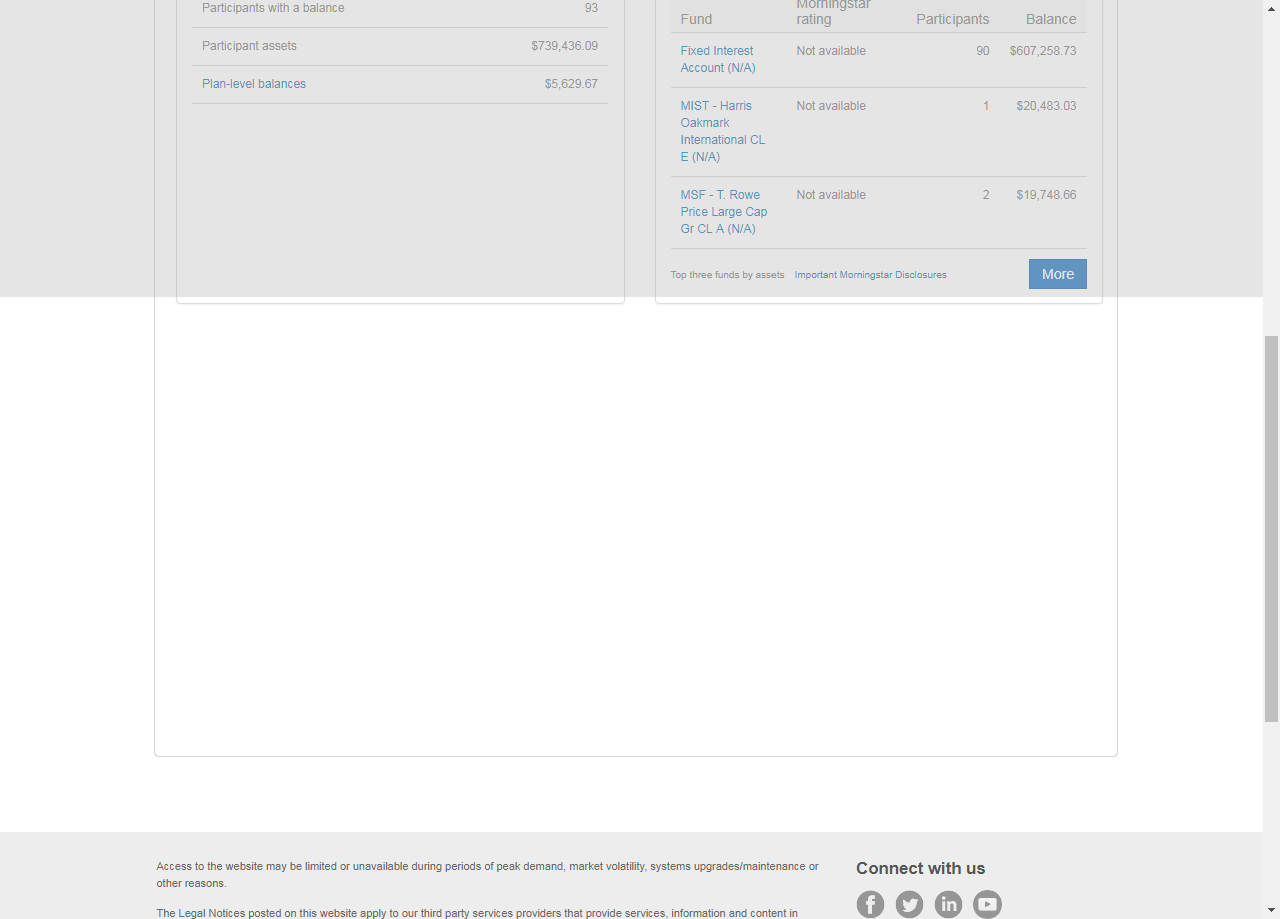 Participants with a balance 93
Participant assets $739,436.09
Plan-level balances $5,629.67
Fund Morningstar rating Participants Balance
Fixed Interest Account (N/A) Not available 90 $607,258.73
MIST - Harris Oakmark International CL E (N/A) Not available 1 $20,483.03
MSF - T. Rowe Price Large Cap Gr CL A (N/A) Not available 2 $19,748.66
Top three funds by assets Important Morningstar Disclosures More
Access to the website may be limited or unavailable during periods of peak demand, market volatility, systems upgrades/maintenance or
other reasons.
The Legal Notices posted on this website apply to our third party services providers that provide services, information and content in
Connect with us